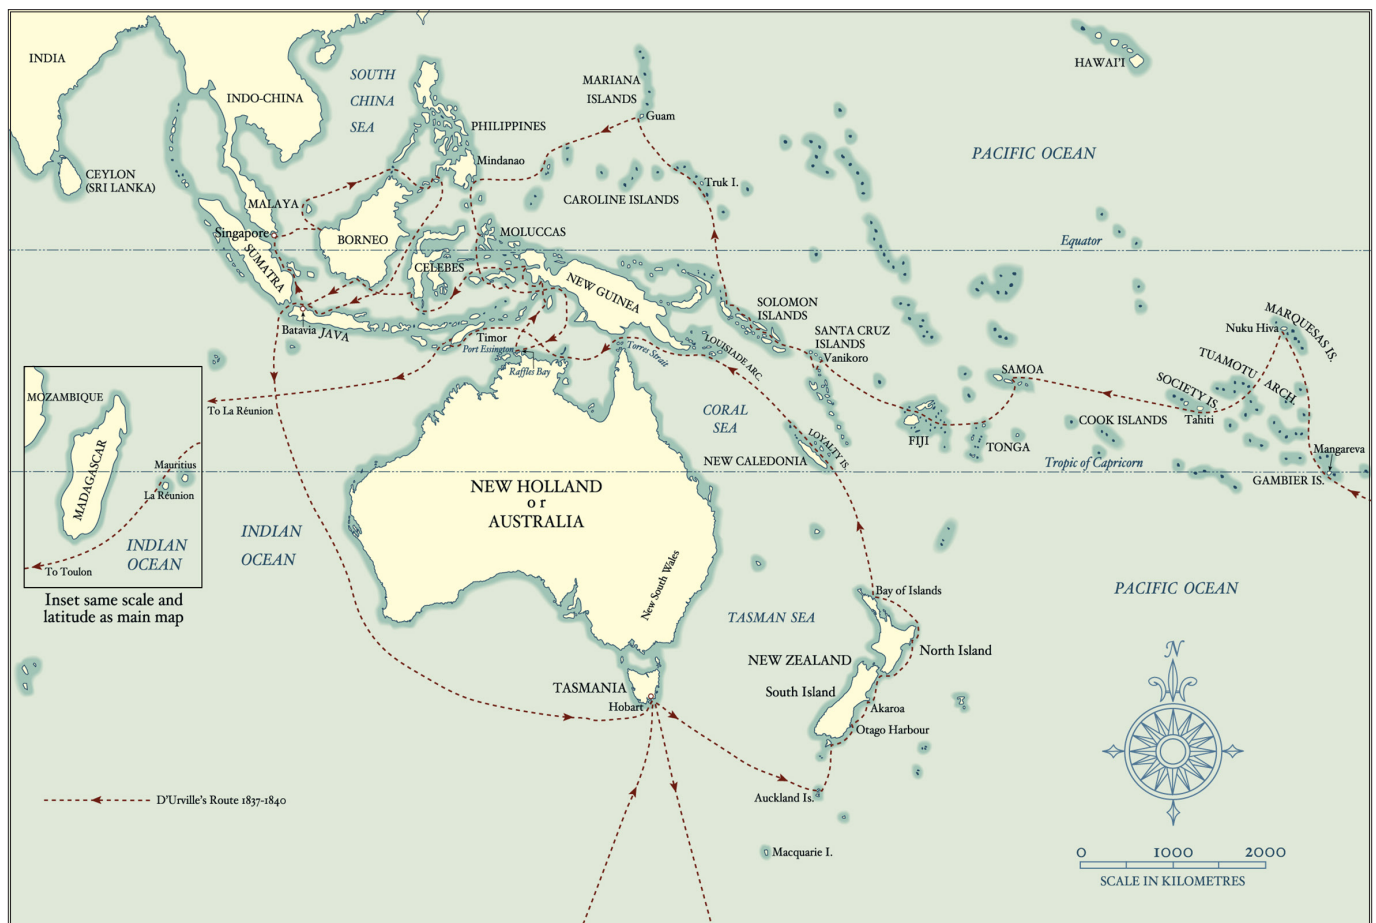 INDIA
INDO-CHINA
SOUTH
CHINA
SEA
MARIANA
ISLANDS
Guam
HAWAI'I
PHILIPPINES
Mindanao
PACIFIC OCEAN
CEYLON
(SRI LANKA)
MALAYA
CAROLINE ISLANDS
Truk I.
Singapore
BORNEO
MOLUCCAS
Equator
SUMATRA
CELEBES
NEW GUINEA
SOLOMON
ISLANDS
Batavia
JAVA
Timor
Port Essington
Raffles Bay
Torres Strait
LOUISIADE ARC.
SANTA CRUZ
ISLANDS
Vanikoro
MARQUESAS IS.
Nuku Hiva
TUAMOTU ARCH.
SAMOA
SOCIETY IS.
Tahiti
COOK ISLANDS
To La Réunion
CORAL
SEA
FIJI
TONGA
LOYALTY IS.
NEW CALEDONIA
Tropic of Capricorn
Mangareva
GAMBIER IS.
MOZAMBIQUE
MADAGASCAR
Mauritius
La Réunion
INDIAN
OCEAN
To Toulon
Inset same scale and
latitude as main map
INDIAN
OCEAN
NEW HOLLAND
or
AUSTRALIA
New South Wales
TASMAN SEA
Bay of Islands
PACIFIC OCEAN
NEW ZEALAND
North Island
South Island
Akaroa
Otago Harbour
TASMANIA
Hobart
Auckland Is.
Macquarie I.
D'Urville's Route 1837-1840
N
0 1000 2000
SCALE IN KILOMETRES